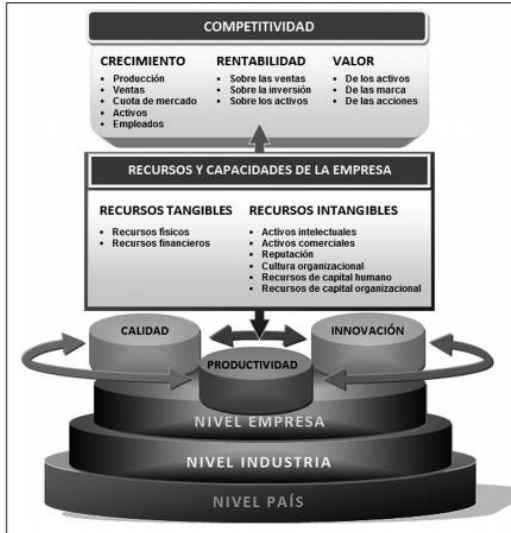 COMPETITIVIDAD
CRECIMIENTO
• Producción
• Ventas
• Cuota de mercado
• Activos
• Empleados
RENTABILIDAD
• Sobre las ventas
• Sobre la inversión
• Sobre los activos
VALOR
• De los activos
• De las marca
• De las acciones
RECURSOS Y CAPACIDADES DE LA EMPRESA
RECURSOS TANGIBLES
• Recursos físicos
• Recursos financieros
RECURSOS INTANGIBLES
• Activos intelectuales
• Activos comerciales
• Reputación
• Cultura organizacional
• Recursos de capital humano
• Recursos de capital organizacional
CALIDAD
INNOVACIÓN
PRODUCTIVIDAD
NIVEL EMPRESA
NIVEL INDUSTRIA
NIVEL PAÍS